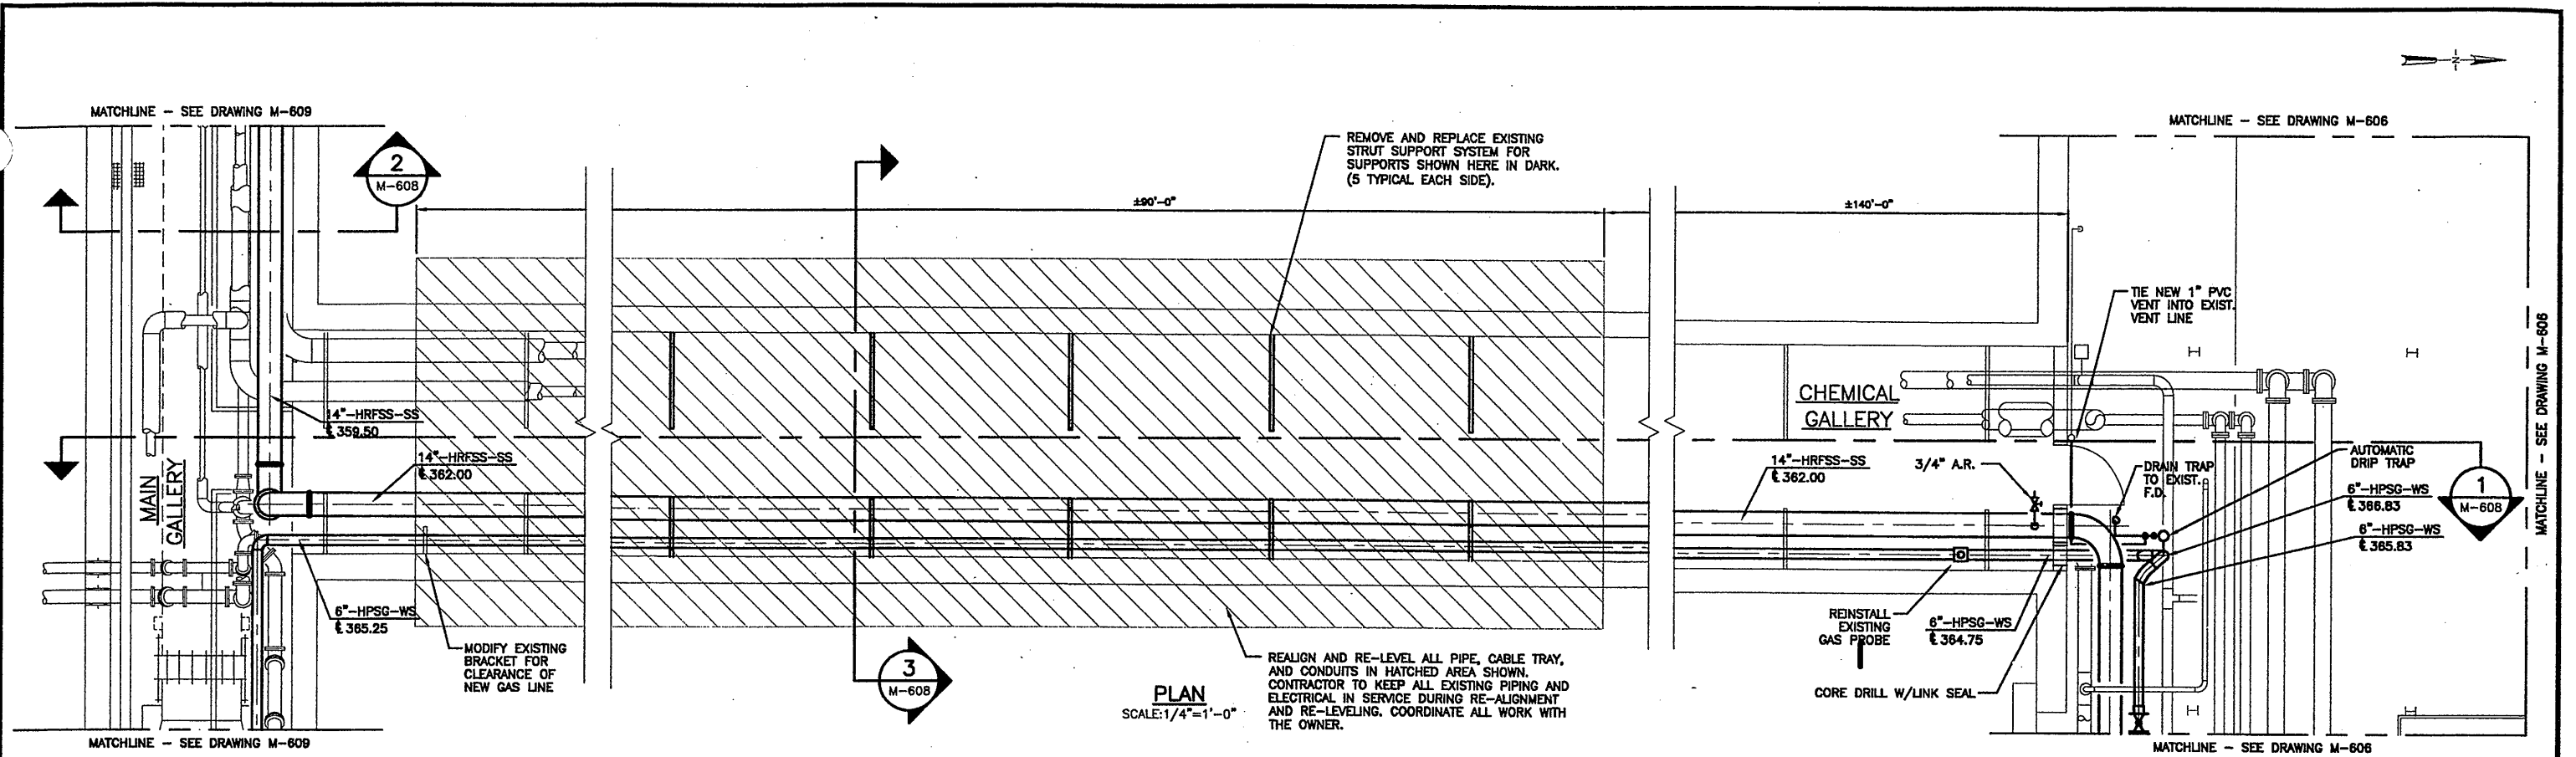 MATCHLINE - SEE DRAWING M-609
2
M-608
REMOVE AND REPLACE EXISTING
STRUT SUPPORT SYSTEM FOR
SUPPORTS SHOWN HERE IN DARK.
(5 TYPICAL EACH SIDE).
MATCHLINE - SEE DRAWING M-606
N
±90'-0"
±140'-0"
TIE NEW 1" PVC
VENT INTO EXIST.
VENT LINE
MATCHLINE - SEE DRAWING M-606
14"-HRFSS-SS
℄ 359.50
14"-HRFSS-SS
℄ 362.00
MAIN
GALLERY
CHEMICAL
GALLERY
14"-HRFSS-SS
℄ 362.00
3/4" A.R.
DRAIN TRAP
TO EXIST.
F.D.
AUTOMATIC
DRIP TRAP
6"-HPSG-WS
℄ 366.83
6"-HPSG-WS
℄ 365.83
1
M-608
6"-HPSG-WS
℄ 365.25
MODIFY EXISTING
BRACKET FOR
CLEARANCE OF
NEW GAS LINE
3
M-608
PLAN
SCALE:1/4"=1'-0"
REALIGN AND RE-LEVEL ALL PIPE, CABLE TRAY,
AND CONDUITS IN HATCHED AREA SHOWN.
CONTRACTOR TO KEEP ALL EXISTING PIPING AND
ELECTRICAL IN SERVICE DURING RE-ALIGNMENT
AND RE-LEVELING. COORDINATE ALL WORK WITH
THE OWNER.
REINSTALL
EXISTING
GAS PROBE
6"-HPSG-WS
℄ 364.75
CORE DRILL W/LINK SEAL
MATCHLINE - SEE DRAWING M-609
MATCHLINE - SEE DRAWING M-606